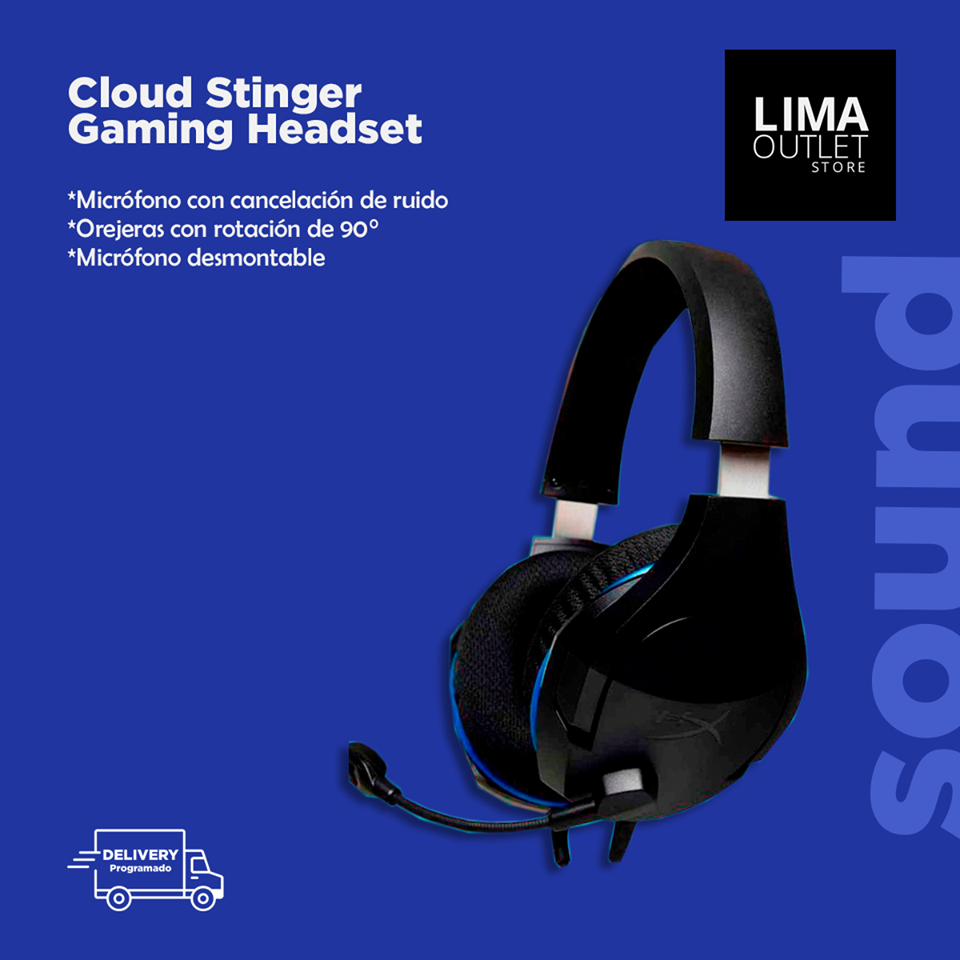 Cloud Stinger
Gaming Headset
*Micrófono con cancelación de ruido
*Orejeras con rotación de 90°
*Micrófono desmontable
LIMA
OUTLET
STORE
sound
HX
DELIVERY
Programado